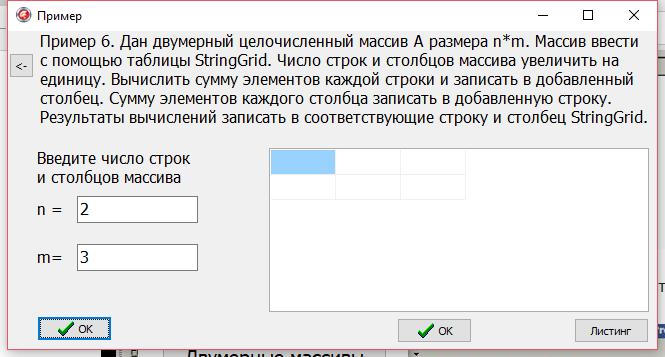 Пример
Пример 6. Дан двумерный целочисленный массив А размера n*m. Массив ввести
с помощью таблицы StringGrid. Число строк и столбцов массива увеличить на
единицу. Вычислить сумму элементов каждой строки и записать в добавленный
столбец. Сумму элементов каждого столбца записать в добавленную строку.
Результаты вычислений записать в соответствующие строку и столбец StringGrid.
<-
Введите число строк
и столбцов массива
n = 2
m= 3
OK
OK
Листинг
Двумерные массивы